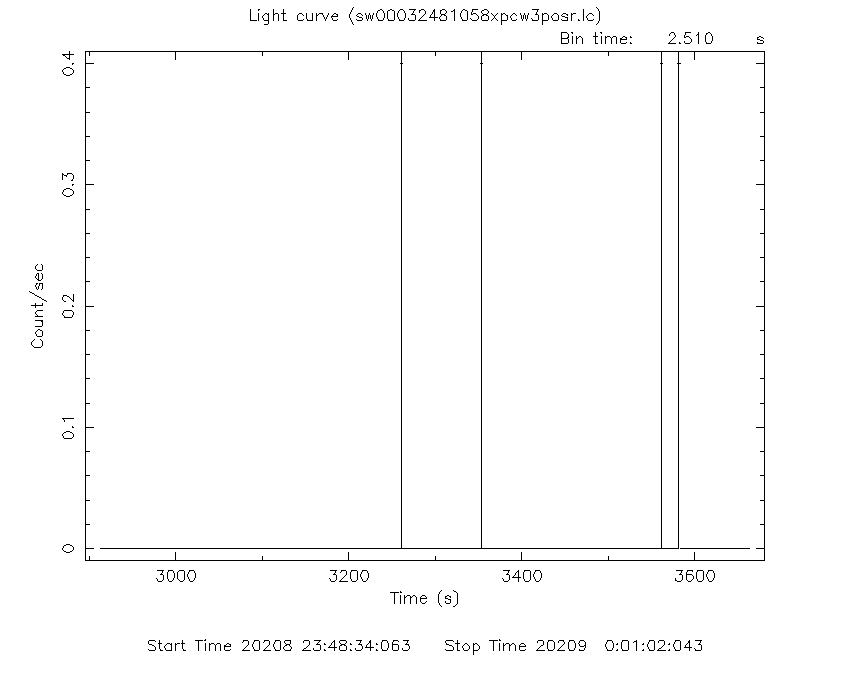 Light curve (sw00032481058xpcw3posr.lc)
Bin time: 2.510 s
0.4
0.3
0.2
0.1
0
Count/sec
3000 3200 3400 3600
Time (s)
Start Time 20208 23:48:34:063 Stop Time 20209 0:01:02:043